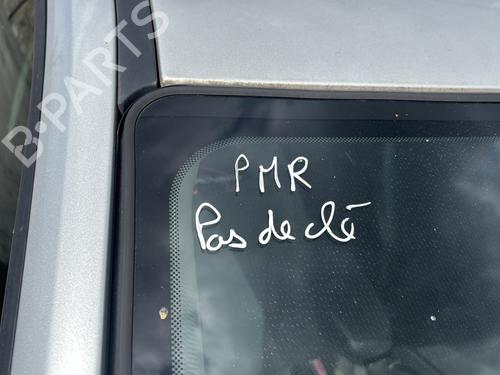 B-PARTS
PMR
Pas de clé